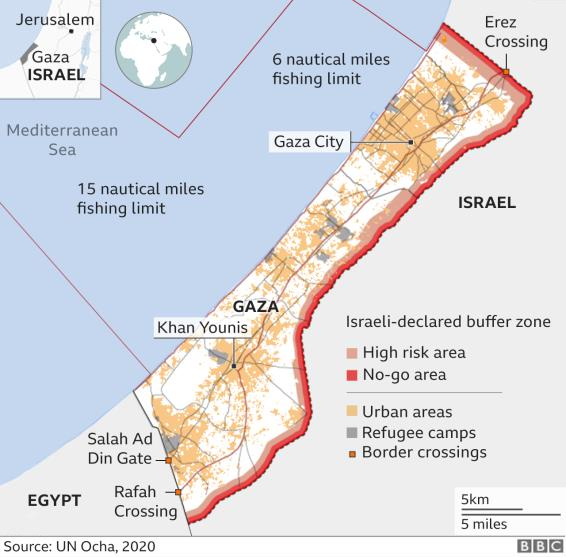 Jerusalem
Gaza
ISRAEL
Erez
Crossing
6 nautical miles
fishing limit
Mediterranean
Sea
Gaza City
15 nautical miles
fishing limit
ISRAEL
GAZA
Khan Younis
Israeli-declared buffer zone
High risk area
No-go area
Urban areas
Refugee camps
Border crossings
Salah Ad
Din Gate
Rafah
Crossing
EGYPT
5km
5 miles
Source: UN Ocha, 2020
BBC